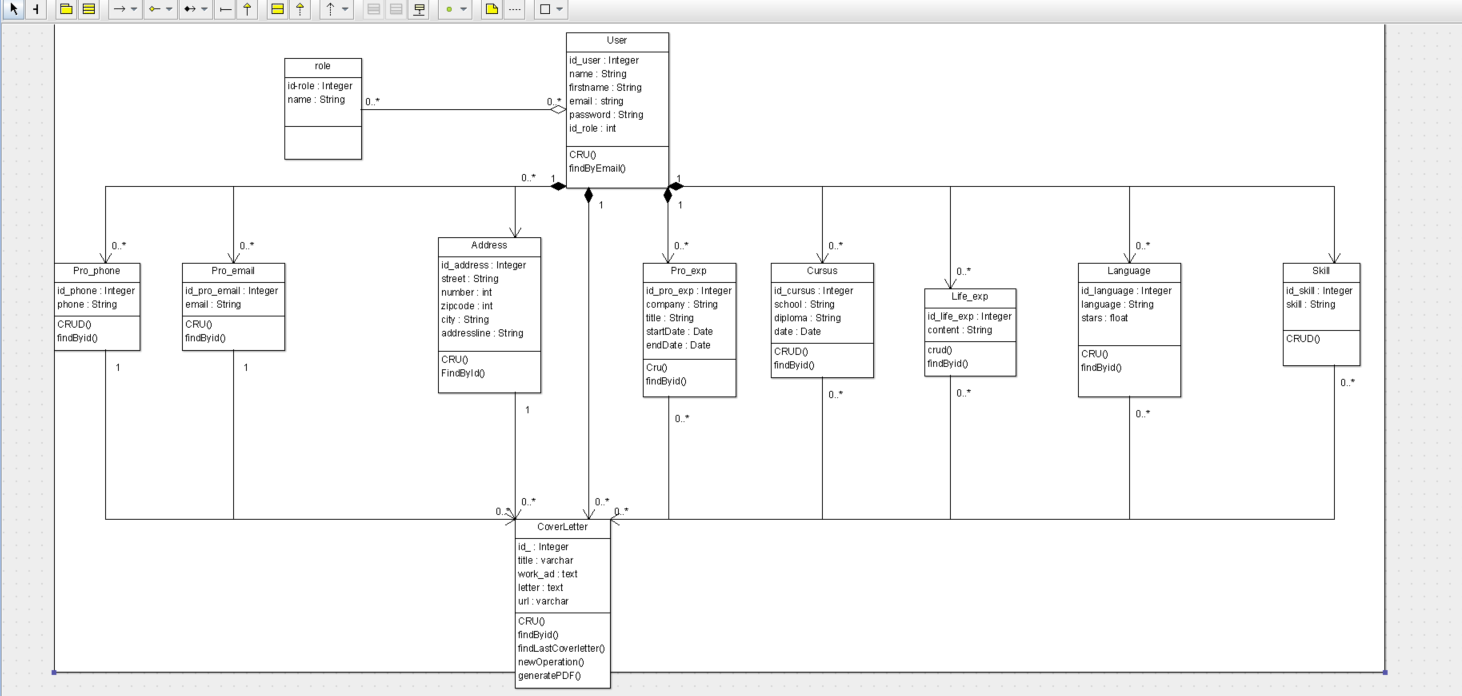 User
id_user : Integer
name : String
firstname : String
email : string
password : String
id_role : int
CRU()
findByEmail()
role
id-role : Integer
name : String
0..*
0..*
0..*
1
1
1
1
0..*
0..*
0..*
0..*
0..*
0..*
Pro_phone
id_phone : Integer
phone : String
CRUD()
findByid()
1
Pro_email
id_pro_email : Integer
email : String
CRU()
findByid()
1
Address
id_address : Integer
street : String
number : int
zipcode : int
city : String
addressline : String
CRU()
FindById()
1
Pro_exp
id_pro_exp : Integer
company : String
title : String
startDate : Date
endDate : Date
Cru()
findByid()
0..*
Cursus
id_cursus : Integer
school : String
diploma : String
date : Date
CRUD()
findByid()
0..*
Life_exp
id_life_exp : Integer
content : String
crud()
findByid()
0..*
Language
id_language : Integer
language : String
stars : float
CRU()
findByid()
0..*
Skill
id_skill : Integer
skill : String
CRUD()
0..*
0..*
0..*
0..*
0..*
CoverLetter
id_ : Integer
title : varchar
work_ad : text
letter : text
url : varchar
CRU()
findByid()
findLastCoverletter()
newOperation()
generatePDF()